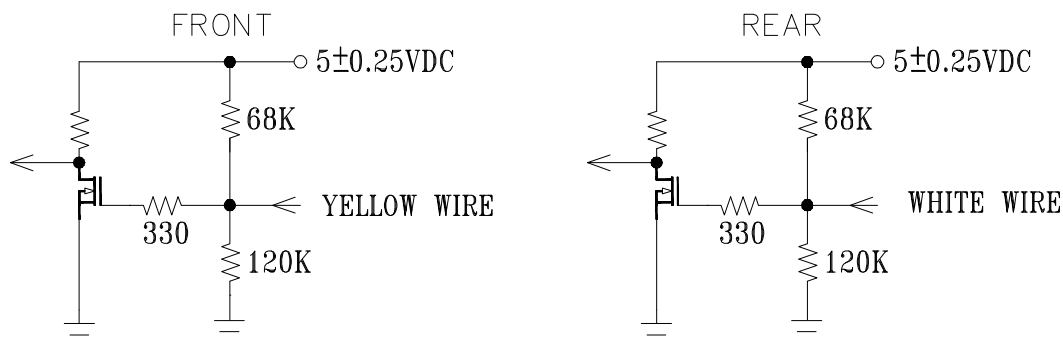 FRONT
5±0.25VDC
68K
YELLOW WIRE
330
120K
REAR
5±0.25VDC
68K
WHITE WIRE
330
120K